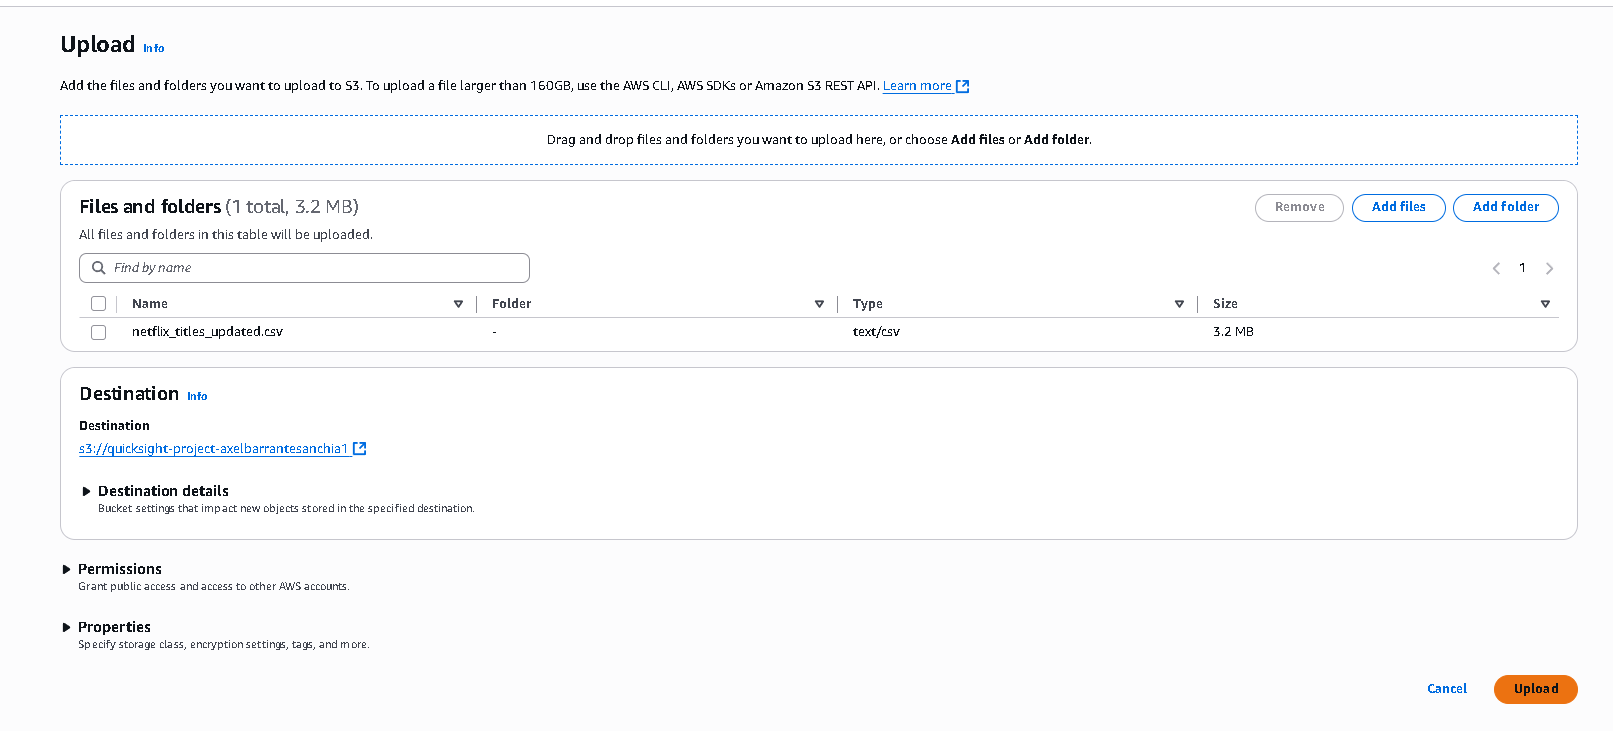 Upload Info
Add the files and folders you want to upload to S3. To upload a file larger than 160GB, use the AWS CLI, AWS SDKs or Amazon S3 REST API. Learn more
Drag and drop files and folders you want to upload here, or choose Add files or Add folder.
Files and folders (1 total, 3.2 MB)
Remove Add files Add folder
All files and folders in this table will be uploaded.
Find by name
1
Name Folder Type Size
netflix_titles_updated.csv - text/csv 3.2 MB
Destination Info
Destination
s3://quicksight-project-axelbarrantesanchia1
Destination details
Bucket settings that impact new objects stored in the specified destination.
Permissions
Grant public access and access to other AWS accounts.
Properties
Specify storage class, encryption settings, tags, and more.
Cancel Upload